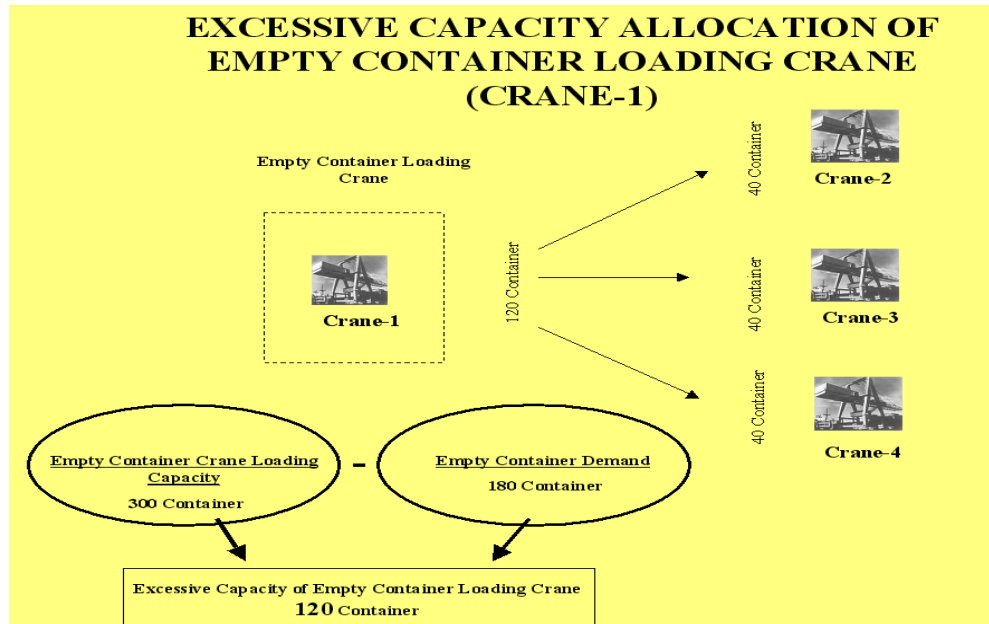 EXCESSIVE CAPACITY ALLOCATION OF
EMPTY CONTAINER LOADING CRANE
(CRANE-1)
Empty Container Loading
Crane
Crane-1
120 Container
40 Container
Crane-2
40 Container
Crane-3
40 Container
Crane-4
Empty Container Crane Loading
Capacity
300 Container
-
Empty Container Demand
180 Container
Excessive Capacity of Empty Container Loading Crane
120 Container